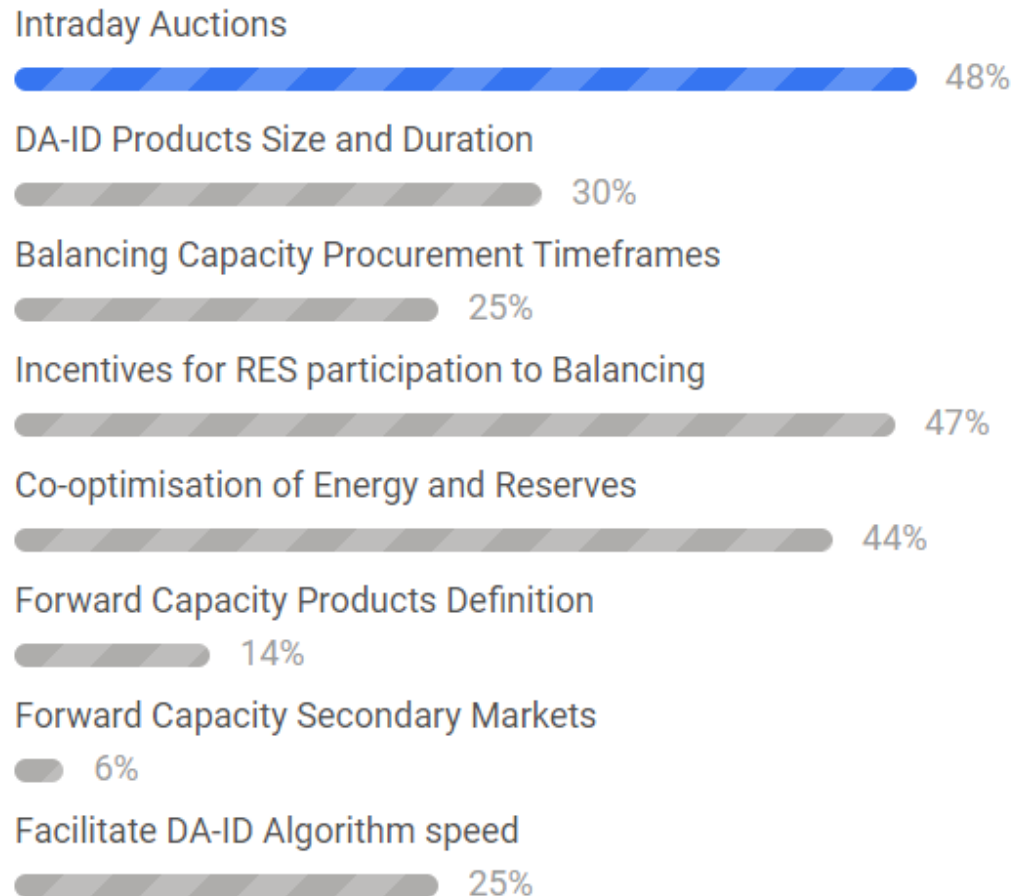 Intraday Auctions
48%
DA-ID Products Size and Duration
30%
Balancing Capacity Procurement Timeframes
25%
Incentives for RES participation to Balancing
47%
Co-optimisation of Energy and Reserves
44%
Forward Capacity Products Definition
14%
Forward Capacity Secondary Markets
6%
Facilitate DA-ID Algorithm speed
25%